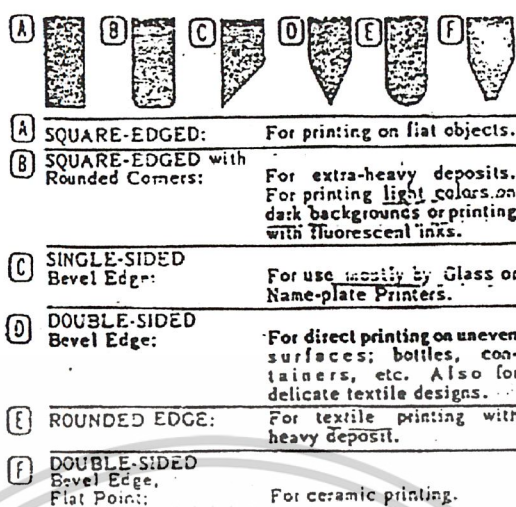 A B C D E F
A SQUARE-EDGED: For printing on flat objects.
B SQUARE-EDGED with
Rounded Corners: For extra-heavy deposits.
For printing light colors on
dark backgrounds or printing
with fluorescent inks.
C SINGLE-SIDED
Bevel Edge: For use mostly by Glass or
Name-plate Printers.
D DOUBLE-SIDED
Bevel Edge: For direct printing on uneven
surfaces; bottles, con-
tainers, etc. Also for
delicate textile designs.
E ROUNDED EDGE: For textile printing with
heavy deposit.
F DOUBLE-SIDED
Bevel Edge,
Flat Point: For ceramic printing.